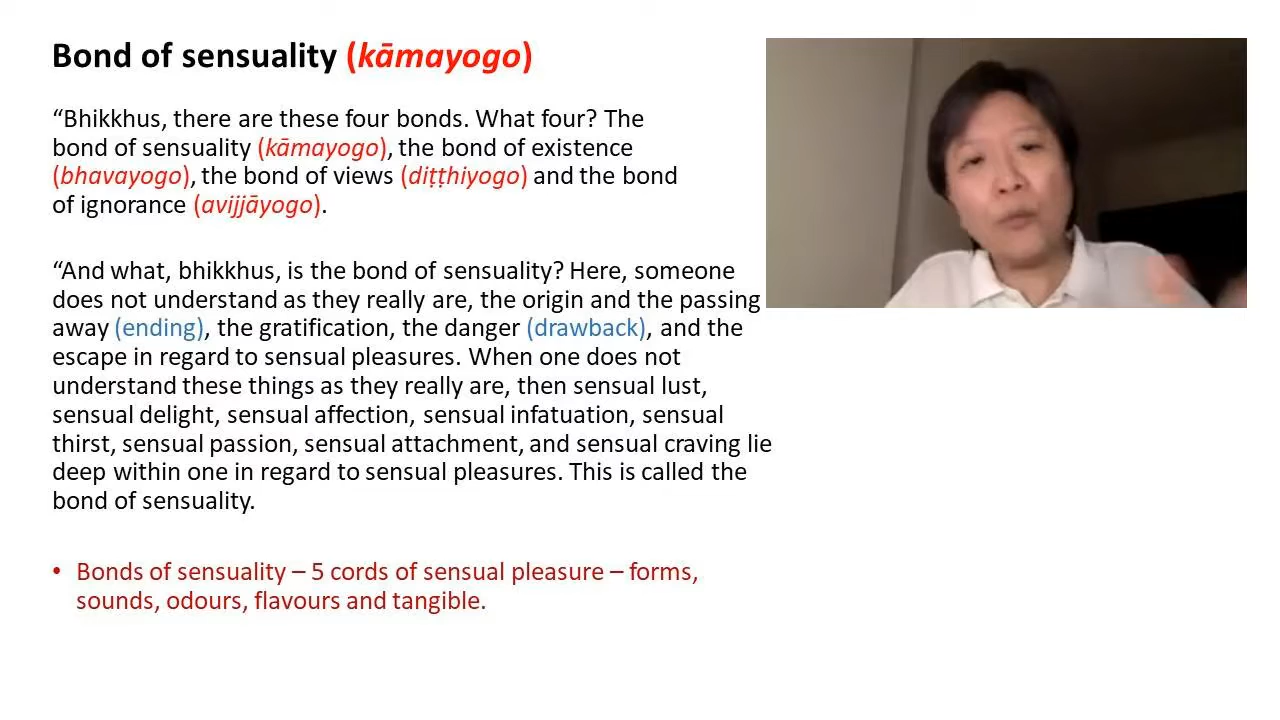 Bond of sensuality (kāmayogo)
“Bhikkhus, there are these four bonds. What four? The
bond of sensuality (kāmayogo), the bond of existence
(bhavayogo), the bond of views (diṭṭhiyogo) and the bond
of ignorance (avijjāyogo).
“And what, bhikkhus, is the bond of sensuality? Here, someone
does not understand as they really are, the origin and the passing
away (ending), the gratification, the danger (drawback), and the
escape in regard to sensual pleasures. When one does not
understand these things as they really are, then sensual lust,
sensual delight, sensual affection, sensual infatuation, sensual
thirst, sensual passion, sensual attachment, and sensual craving lie
deep within one in regard to sensual pleasures. This is called the
bond of sensuality.
• Bonds of sensuality – 5 cords of sensual pleasure – forms,
sounds, odours, flavours and tangible.